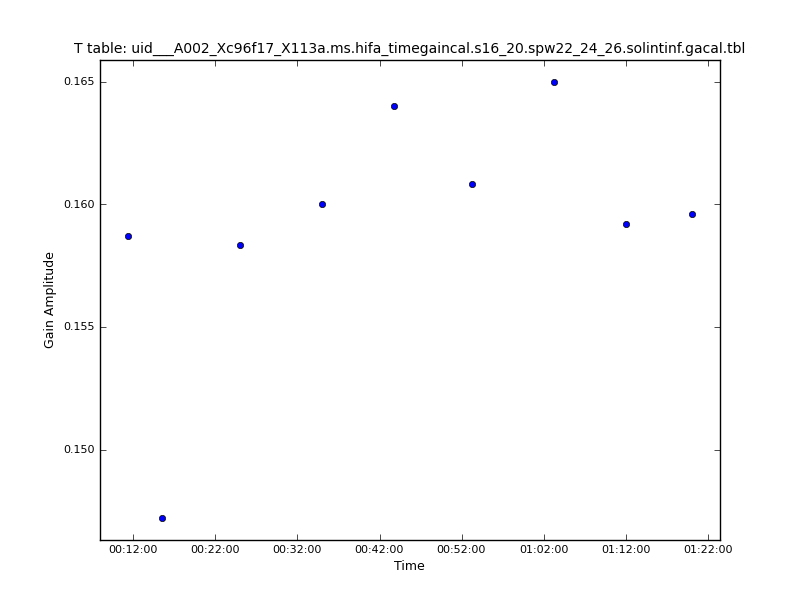 T table: uid___A002_Xc96f17_X113a.ms.hifa_timegaincal.s16_20.spw22_24_26.solintinf.gacal.tbl
0.165
0.160
0.155
0.150
Gain Amplitude
00:12:00 00:22:00 00:32:00 00:42:00 00:52:00 01:02:00 01:12:00 01:22:00
Time